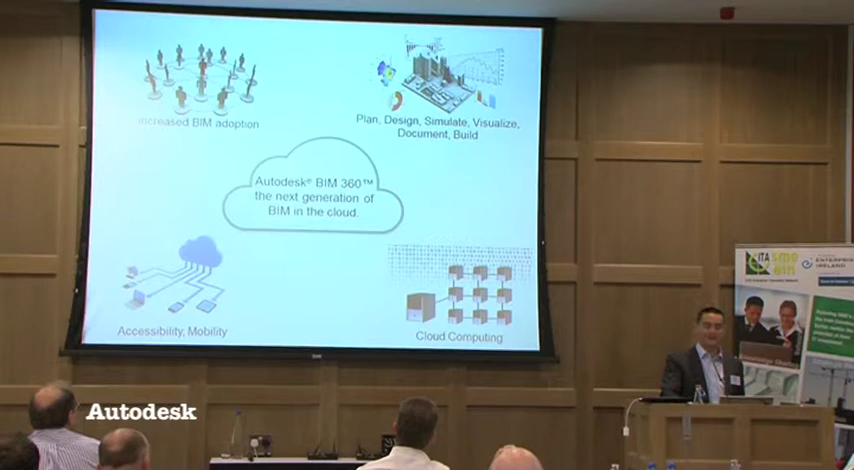 Increased BIM adoption
Plan, Design, Simulate, Visualize,
Document, Build
Autodesk® BIM 360™
the next generation of
BIM in the cloud.
Accessibility, Mobility
Cloud Computing
ITA
ENTERPRISE
IRELAND
Autodesk